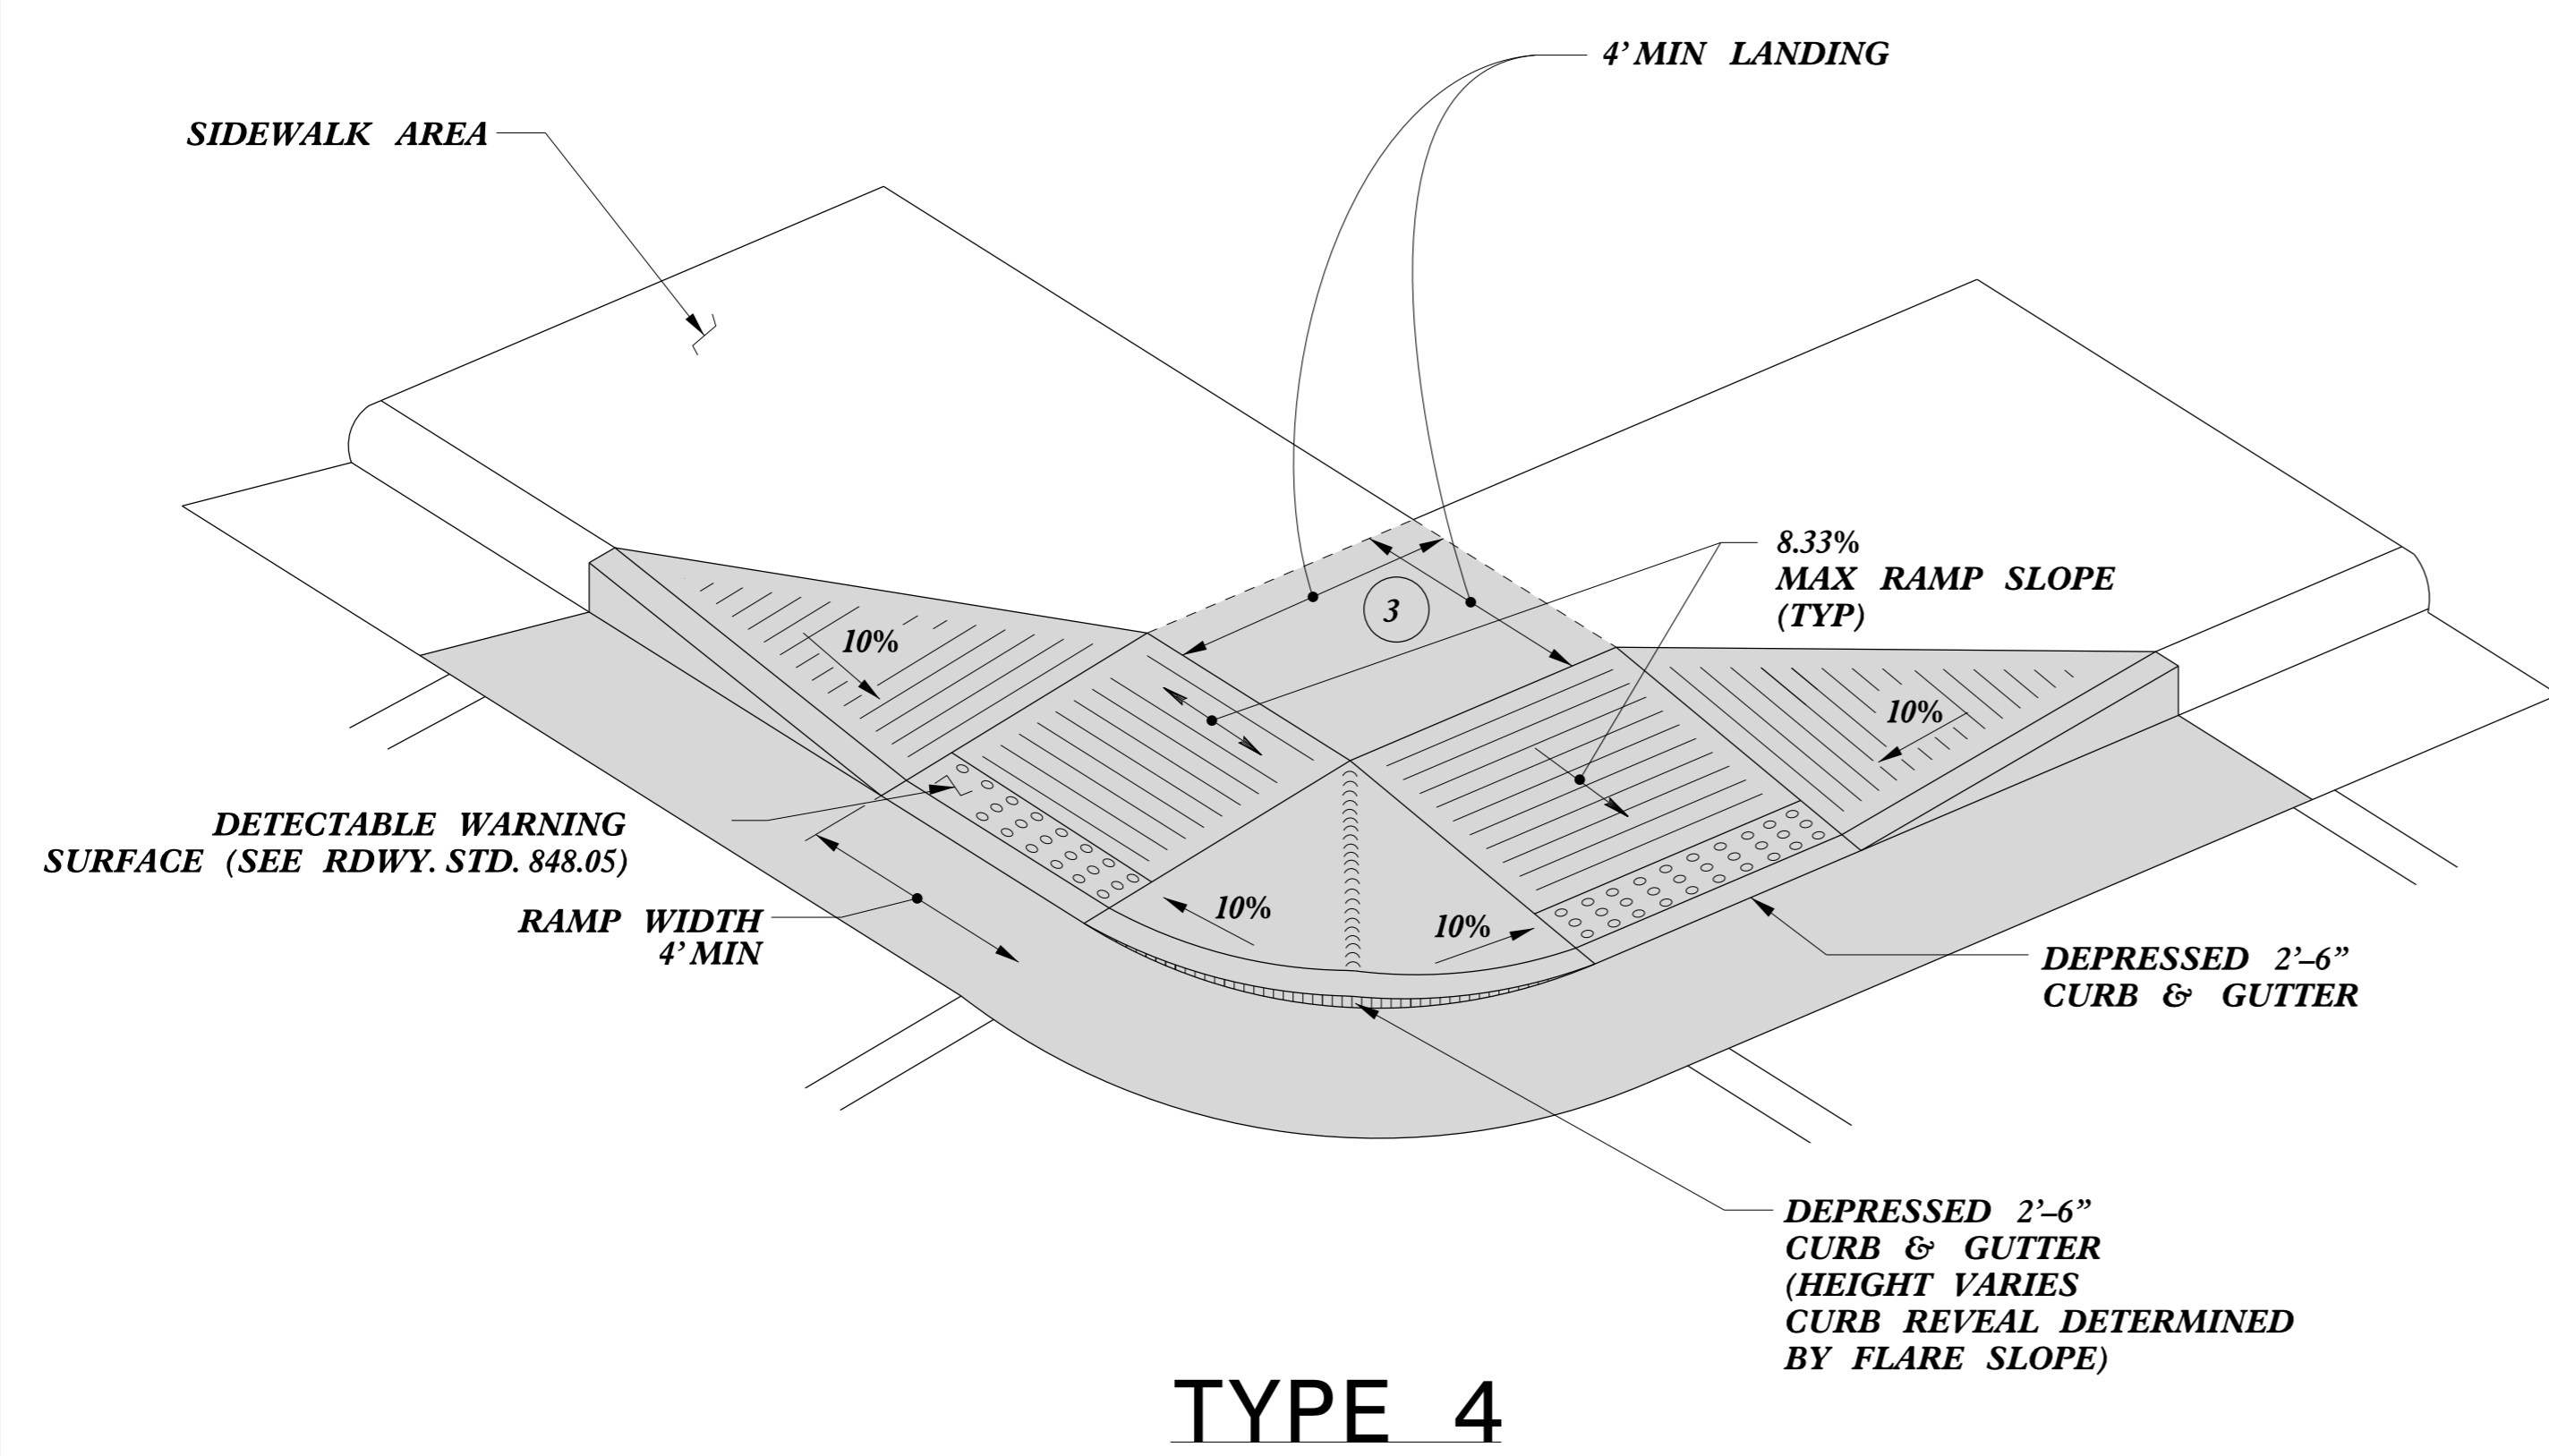 4' MIN LANDING
SIDEWALK AREA
8.33%
MAX RAMP SLOPE
(TYP)
3
10%
10%
DETECTABLE WARNING
SURFACE (SEE RDWY. STD. 848.05)
RAMP WIDTH
4' MIN
10%
10%
DEPRESSED 2'–6”
CURB & GUTTER
DEPRESSED 2'–6”
CURB & GUTTER
(HEIGHT VARIES
CURB REVEAL DETERMINED
BY FLARE SLOPE)
TYPE 4